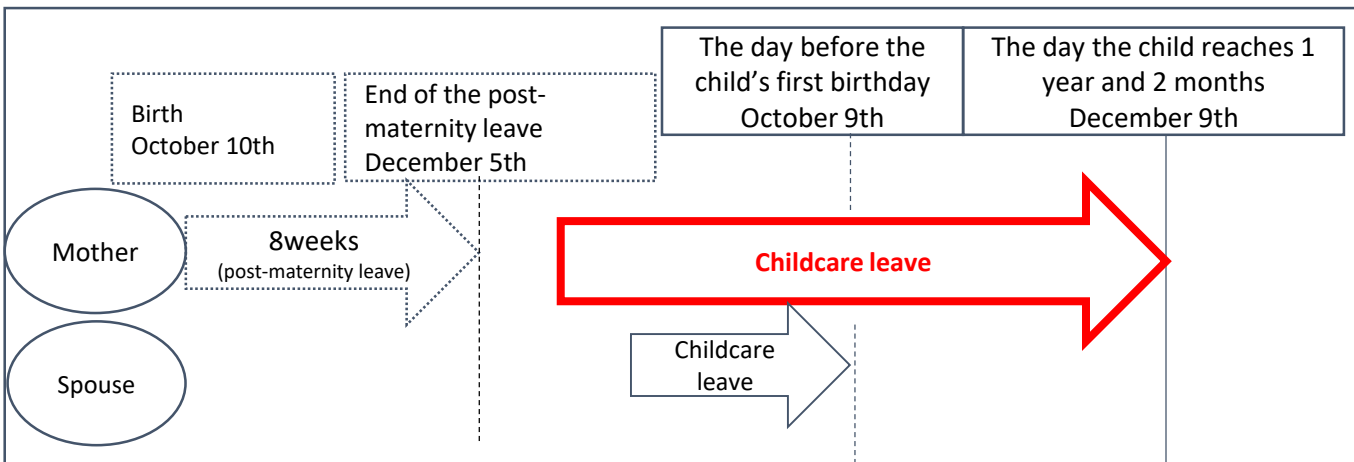 Birth
October 10th
End of the post-
maternity leave
December 5th
The day before the
child’s first birthday
October 9th
The day the child reaches 1
year and 2 months
December 9th
Mother
8weeks
(post-maternity leave)
Childcare leave
Spouse
Childcare
leave